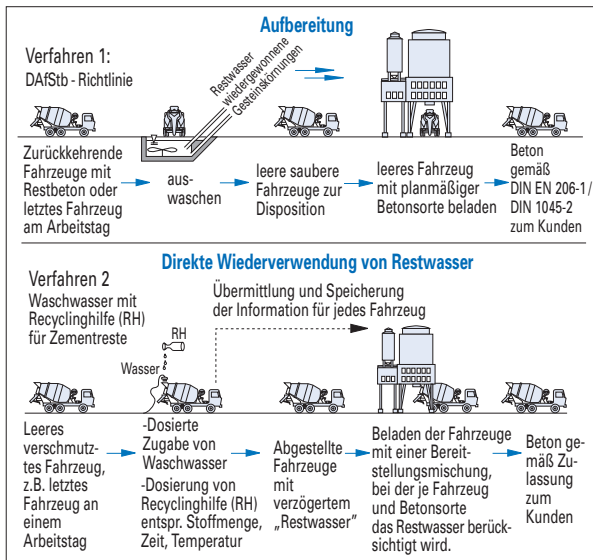 Aufbereitung
Verfahren 1:
DAfStb - Richtlinie
Restwasser
wiedergewonnene
Gesteinskörnungen
Zurückkehrende
Fahrzeuge mit
Restbeton oder
letztes Fahrzeug
am Arbeitstag
aus-
waschen
leere saubere
Fahrzeuge zur
Disposition
leeres Fahrzeug
mit planmäßiger
Betonsorte beladen
Beton
gemäß
DIN EN 206-1/
DIN 1045-2
zum Kunden
Direkte Wiederverwendung von Restwasser
Verfahren 2
Waschwasser mit
Recyclinghilfe (RH)
für Zementreste
Übermittlung und Speicherung
der Information für jedes Fahrzeug
RH
Wasser
Leeres
verschmutz-
tes Fahrzeug,
z.B. letztes
Fahrzeug an
einem
Arbeitstag
-Dosierte
Zugabe von
Waschwasser
-Dosierung von
Recyclinghilfe (RH)
entspr. Stoffmenge,
Zeit, Temperatur
Abgestellte
Fahrzeuge
mit
verzögertem
„Restwasser"
Beladen der Fahrzeuge
mit einer Bereit-
stellungsmischung,
bei der je Fahrzeug
und Betonsorte
das Restwasser berück-
sichtigt wird.
Beton ge-
mäß Zu-
lassung
zum
Kunden